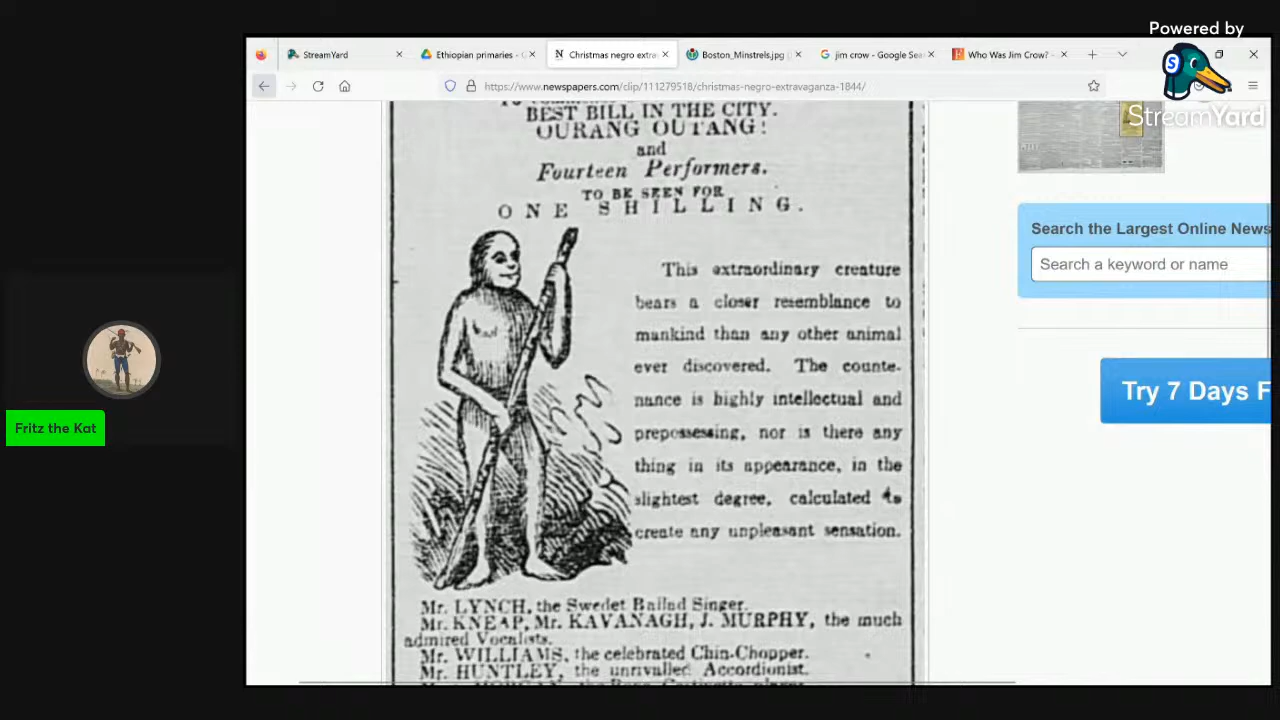 Powered by
StreamYard
StreamYard
Ethiopian primaries -
Christmas negro extra
Boston_Minstrels.jpg
jim crow - Google Sea
Who Was Jim Crow? -
https://www.newspapers.com/clip/111279518/christmas-negro-extravaganza-1844/
BEST BILL IN THE CITY.
OURANG OUTANG!
and
Fourteen Performers.
TO BE SEEN FOR
ONE SHILLING.
This extraordinary creature
bears a closer resemblance to
mankind than any other animal
ever discovered. The counte-
nance is highly intellectual and
prepossessing, nor is there any
thing in its appearance, in the
slightest degree, calculated to
create any unpleasant sensation.
Mr. LYNCH, the Swedet Ballad Singer.
Mr. KNEAP, Mr. KAVANAGH, J. MURPHY, the much
admired Vocalists.
Mr. WILLIAMS, the celebrated Chin-Chopper.
Mr. HUNTLEY, the unrivalled Accordionist.
Search the Largest Online News
Search a keyword or name
Try 7 Days F
Fritz the Kat